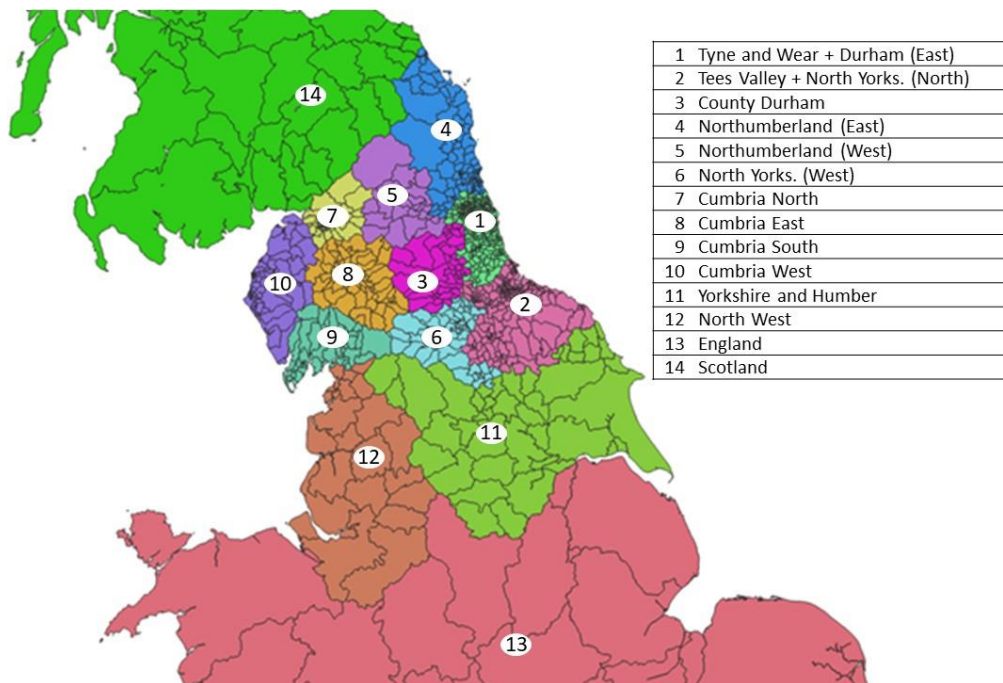 14
4
5
7
1
8
3
10
2
9
6
11
12
13
1 Tyne and Wear + Durham (East)
2 Tees Valley + North Yorks. (North)
3 County Durham
4 Northumberland (East)
5 Northumberland (West)
6 North Yorks. (West)
7 Cumbria North
8 Cumbria East
9 Cumbria South
10 Cumbria West
11 Yorkshire and Humber
12 North West
13 England
14 Scotland